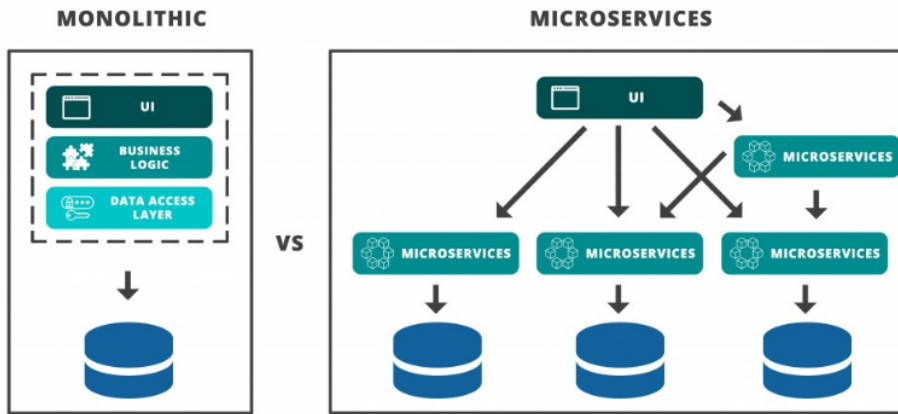 MONOLITHIC
UI
BUSINESS
LOGIC
DATA ACCESS
LAYER
VS
MICROSERVICES
UI
MICROSERVICES
MICROSERVICES
MICROSERVICES
MICROSERVICES